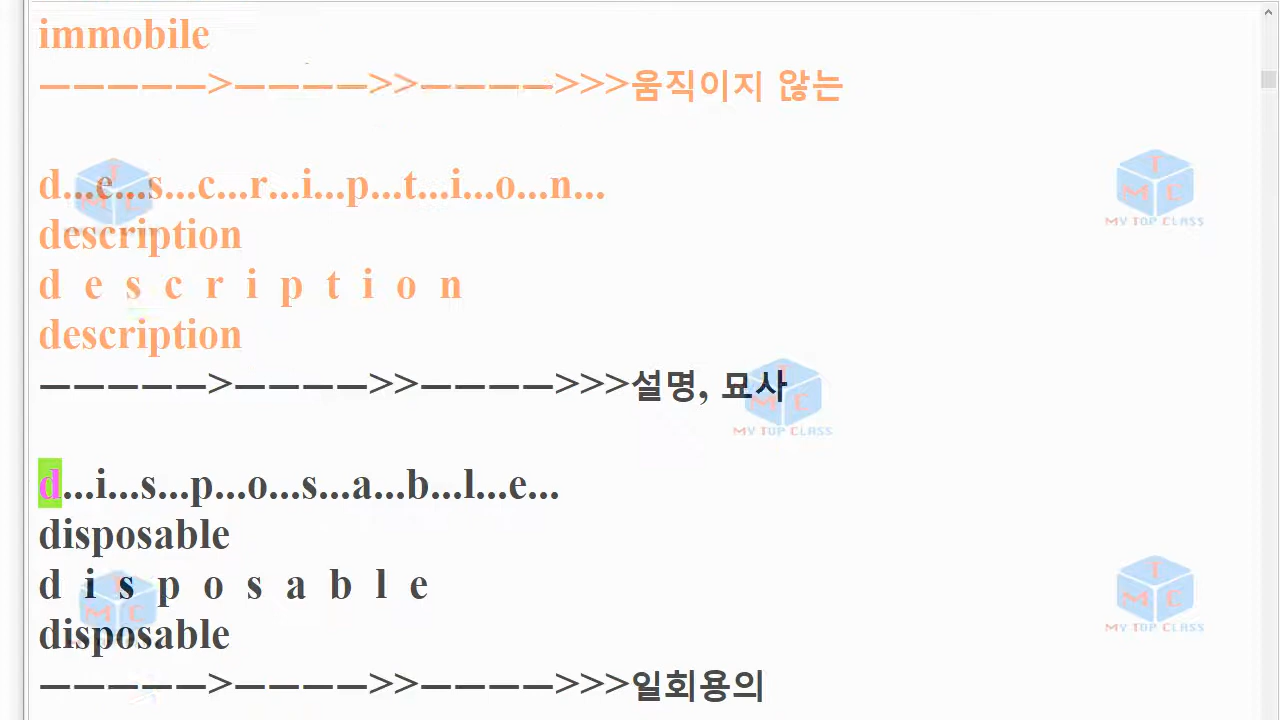 immobile
—————>————>>————>>>움직이지 않는
d...e...s...c...r...i...p...t...i...o...n...
description
d e s c r i p t i o n
description
—————>————>>————>>>설명, 묘사
d...i...s...p...o...s...a...b...l...e...
disposable
d i s p o s a b l e
disposable
—————>————>>————>>>일회용의
T M C
T M C
MY TOP CLASS
T M C
MY TOP CLASS
T M C
T M C
MY TOP CLASS